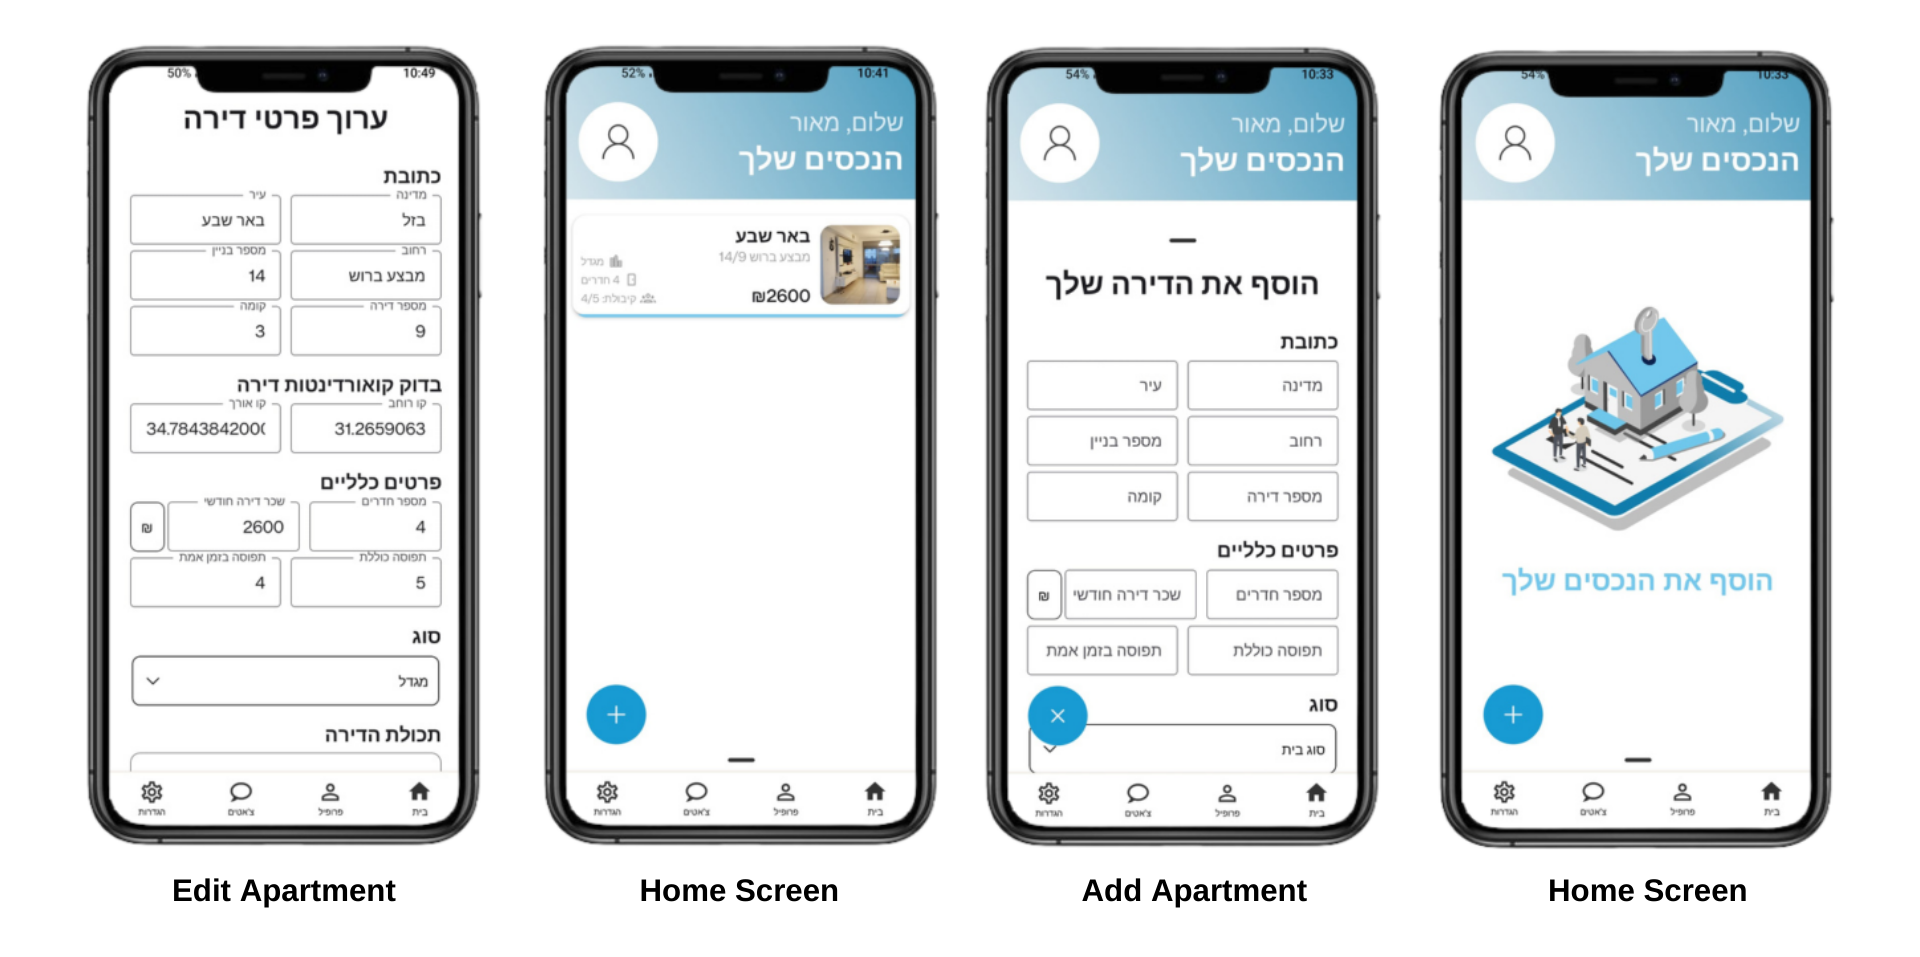 50%
10:49
ערוך פרטי דירה
כתובת
מדינה
בזל
עיר
באר שבע
רחוב
מבצע ברוש
מספר בניין
14
מספר דירה
9
קומה
3
בדוק קואורדינטות דירה
קו רוחב
31.2659063
קו אורך
34.784384200
פרטים כלליים
מספר חדרים
4
שכר דירה חודשי
2600
₪
תפוסה כוללת
5
תפוסה בזמן אמת
4
סוג
מגדל
תכולת הדירה
בית
פרופיל
צ'אטים
הגדרות
Edit Apartment
52%
10:41
שלום, מאור
הנכסים שלך
באר שבע
מבצע ברוש 14/9
₪2600
מגדל
4 חדרים
קיבולת: 4/5
בית
פרופיל
צ'אטים
הגדרות
Home Screen
54%
10:33
שלום, מאור
הנכסים שלך
הוסף את הדירה שלך
כתובת
מדינה
עיר
רחוב
מספר בניין
מספר דירה
קומה
פרטים כלליים
מספר חדרים
שכר דירה חודשי
₪
תפוסה כוללת
תפוסה בזמן אמת
סוג
סוג בית
בית
פרופיל
צ'אטים
הגדרות
Add Apartment
54%
10:33
שלום, מאור
הנכסים שלך
הוסף את הנכסים שלך
בית
פרופיל
צ'אטים
הגדרות
Home Screen